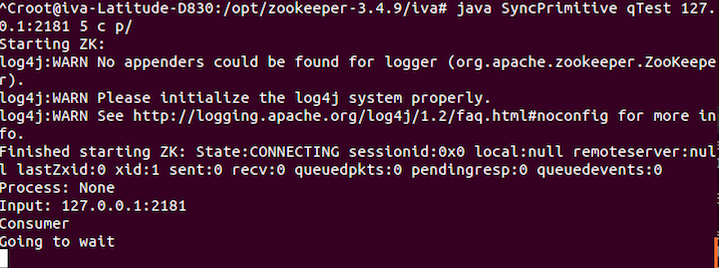 ^Croot@iva-Latitude-D830:/opt/zookeeper-3.4.9/iva# java SyncPrimitive qTest 127.
0.1:2181 5 c p/
Starting ZK:
log4j:WARN No appenders could be found for logger (org.apache.zookeeper.ZooKeepe
r).
log4j:WARN Please initialize the log4j system properly.
log4j:WARN See http://logging.apache.org/log4j/1.2/faq.html#noconfig for more in
fo.
Finished starting ZK: State:CONNECTING sessionid:0x0 local:null remoteserver:nul
l lastZxid:0 xid:1 sent:0 recv:0 queuedpkts:0 pendingresp:0 queuedevents:0
Process: None
Input: 127.0.0.1:2181
Consumer
Going to wait